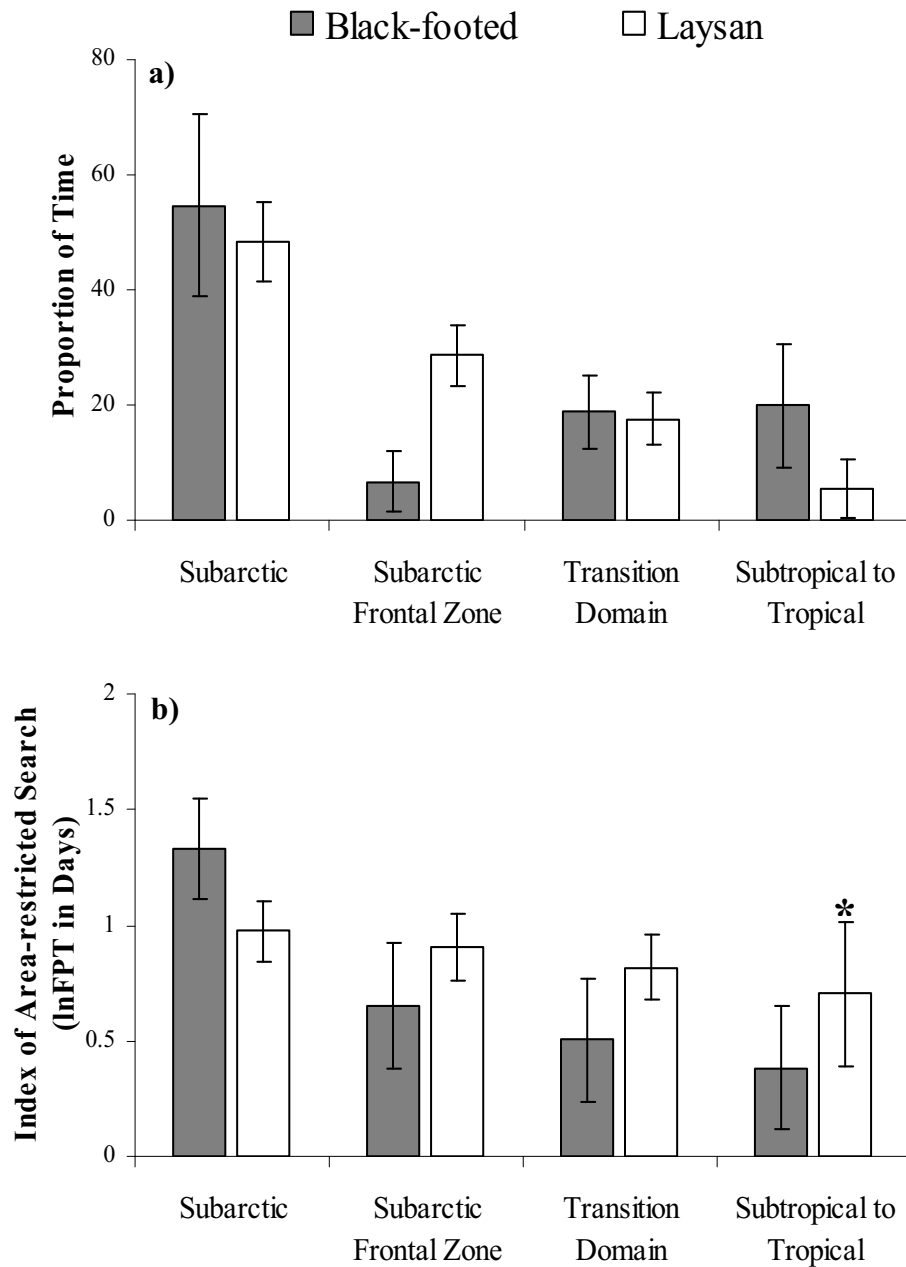 Black-footed Laysan
a)
Proportion of Time
80
60
40
20
0
Subarctic
Subarctic
Frontal Zone
Transition
Domain
Subtropical to
Tropical
b)
Index of Area-restricted Search
(lnFPT in Days)
2
1.5
1
0.5
0
*
Subarctic
Subarctic
Frontal Zone
Transition
Domain
Subtropical to
Tropical